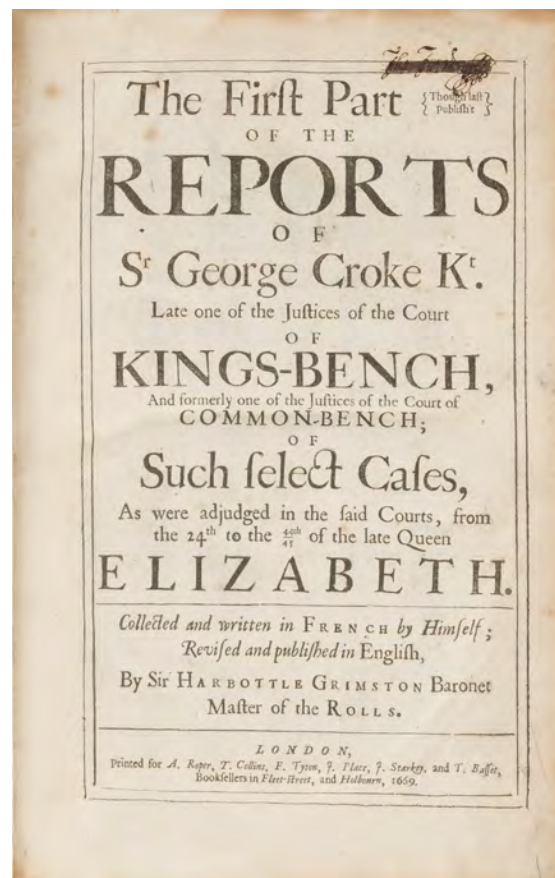 The Firſt Part {Though laſt Publiſh't}
OF THE
REPORTS
OF
Sʳ George Croke Kᵗ.
Late one of the Juſtices of the Court
OF
KINGS-BENCH,
And formerly one of the Juſtices of the Court of
COMMON-BENCH;
OF
Such ſelect Caſes,
As were adjudged in the ſaid Courts, from
the 24ᵗʰ to the 44ᵗʰ/45 of the late Queen
ELIZABETH.
Collected and written in FRENCH by Himſelf;
Reviſed and publiſhed in Engliſh,
By Sir HARBOTTLE GRIMSTON Baronet
Maſter of the ROLLS.
LONDON,
Printed for A. Roper, T. Collins, F. Tyton, J. Place, J. Starkey, and T. Baſſet,
Bookſellers in Fleet-ſtreet, and Holbourn, 1669.